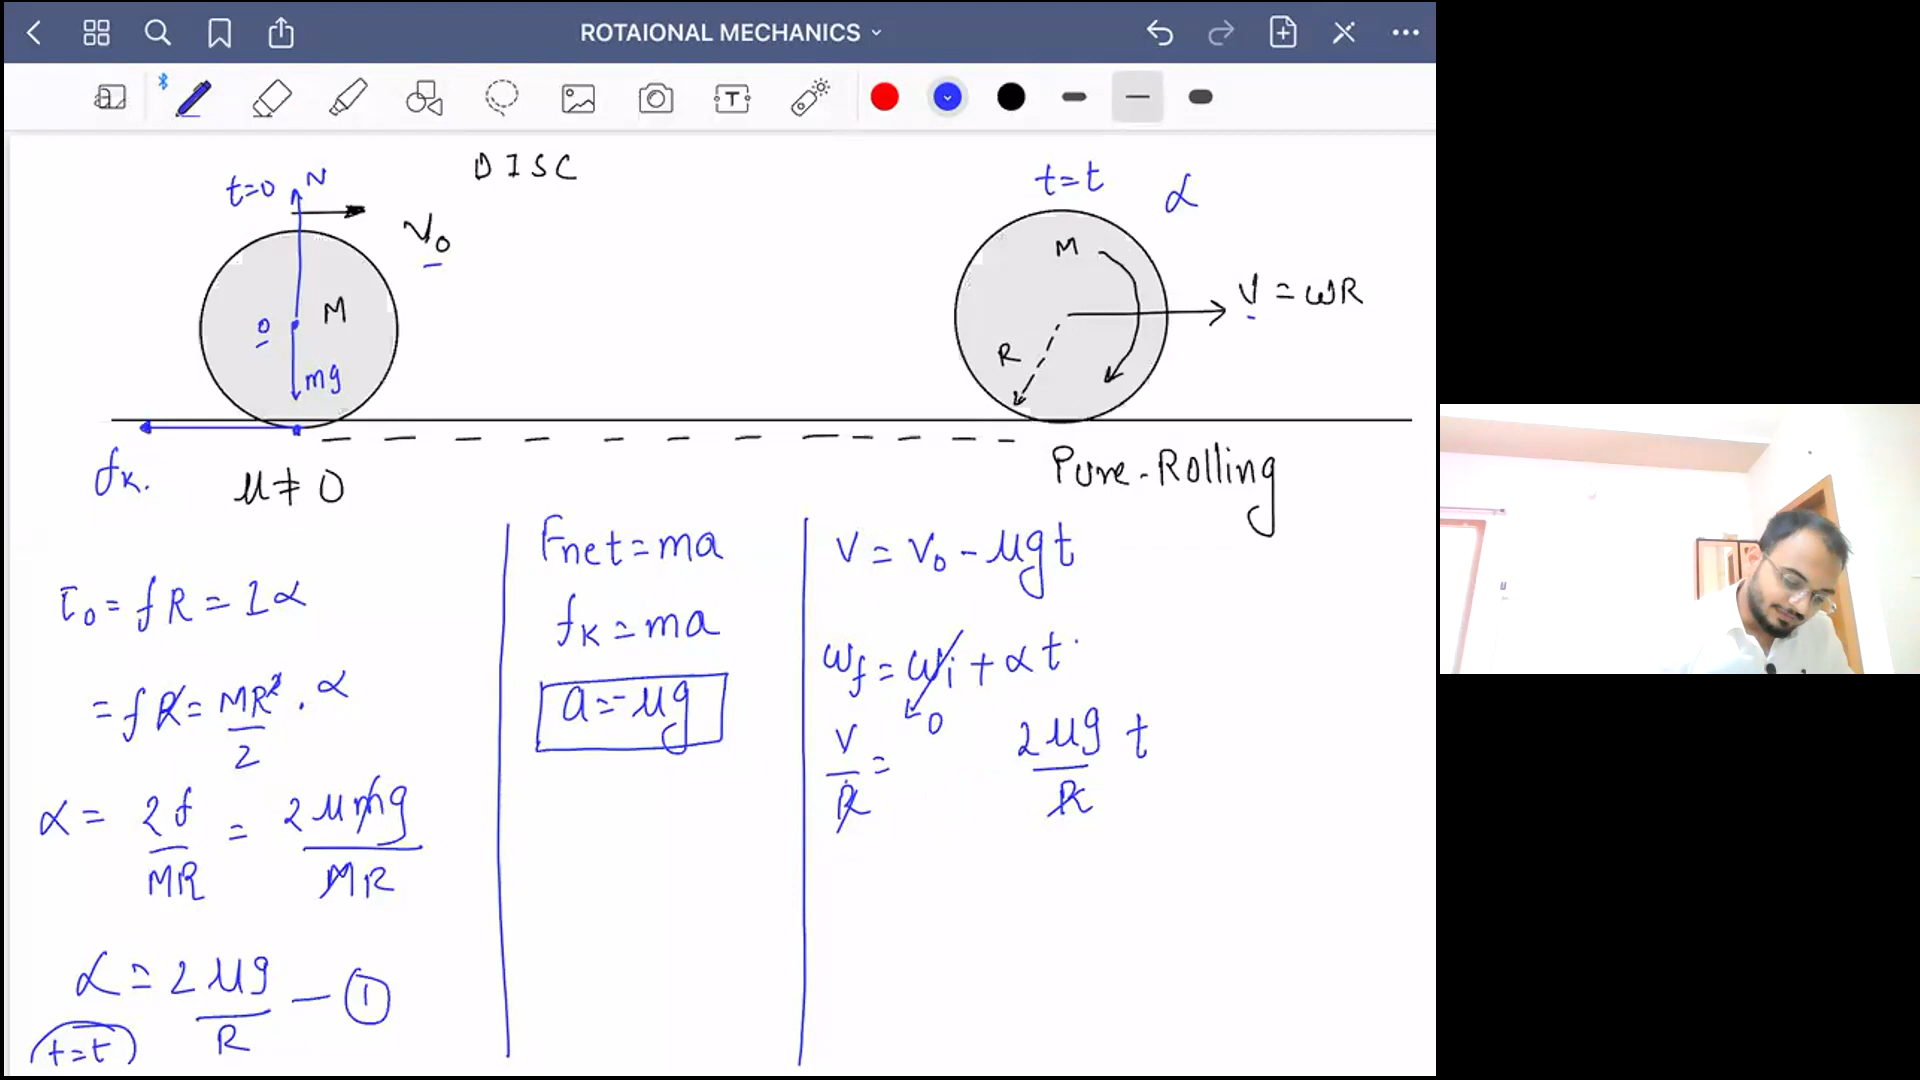 ROTAIONAL MECHANICS
DISC
t=0
N
V₀
M
0
mg
fK.
μ ≠ 0
t=t
α
M
R
V = ωR
Pure-Rolling
τ₀ = fR = Iα
= fR = MR²/2 . α
α = 2f/MR = 2μmg/MR
α = 2μg/R — ①
(t=t)
Fnet = ma
fK = ma
a = -μg
V = V₀ - μgt
ωf = ωi + αt
0
V/R = 2μg/R t